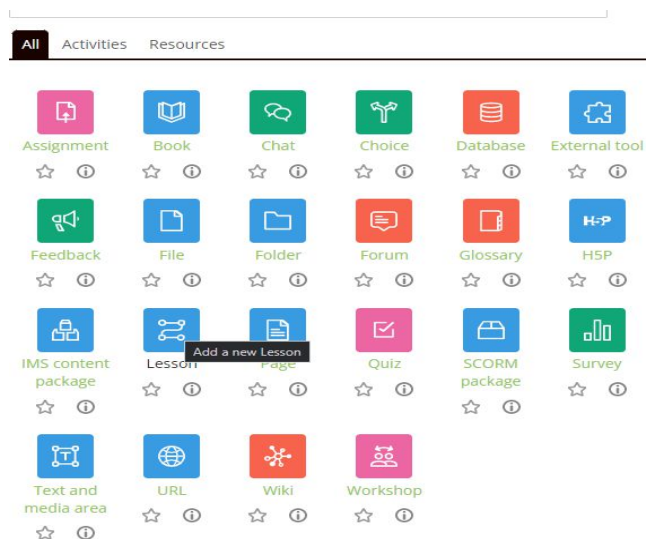 All Activities Resources
Assignment Book Chat Choice Database External tool
Feedback File Folder Forum Glossary H5P
H-P
Add a new Lesson
IMS content Lesson Page Quiz SCORM Survey
package package
Text and URL Wiki Workshop
media area